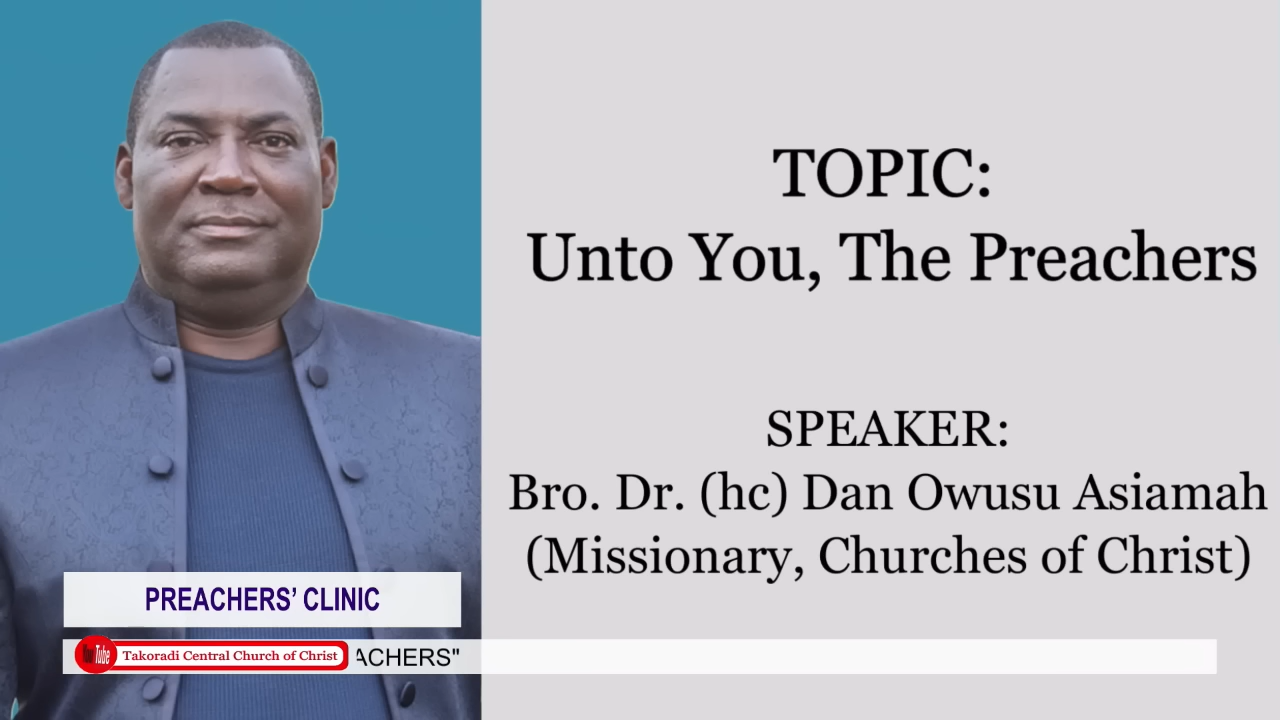 TOPIC:
Unto You, The Preachers
SPEAKER:
Bro. Dr. (hc) Dan Owusu Asiamah
(Missionary, Churches of Christ)
PREACHERS’ CLINIC
YouTube Takoradi Central Church of Christ ACHERS"